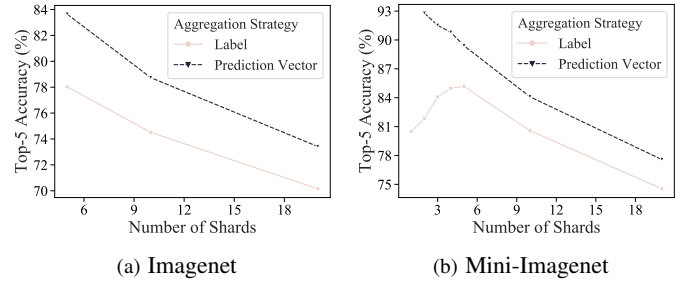 84
82
80
78
76
74
72
70
Top-5 Accuracy (%)
Aggregation Strategy
Label
Prediction Vector
6
9
12
15
18
Number of Shards
(a) Imagenet
93
90
87
84
81
78
75
Top-5 Accuracy (%)
Aggregation Strategy
Label
Prediction Vector
3
6
9
12
15
18
Number of Shards
(b) Mini-Imagenet